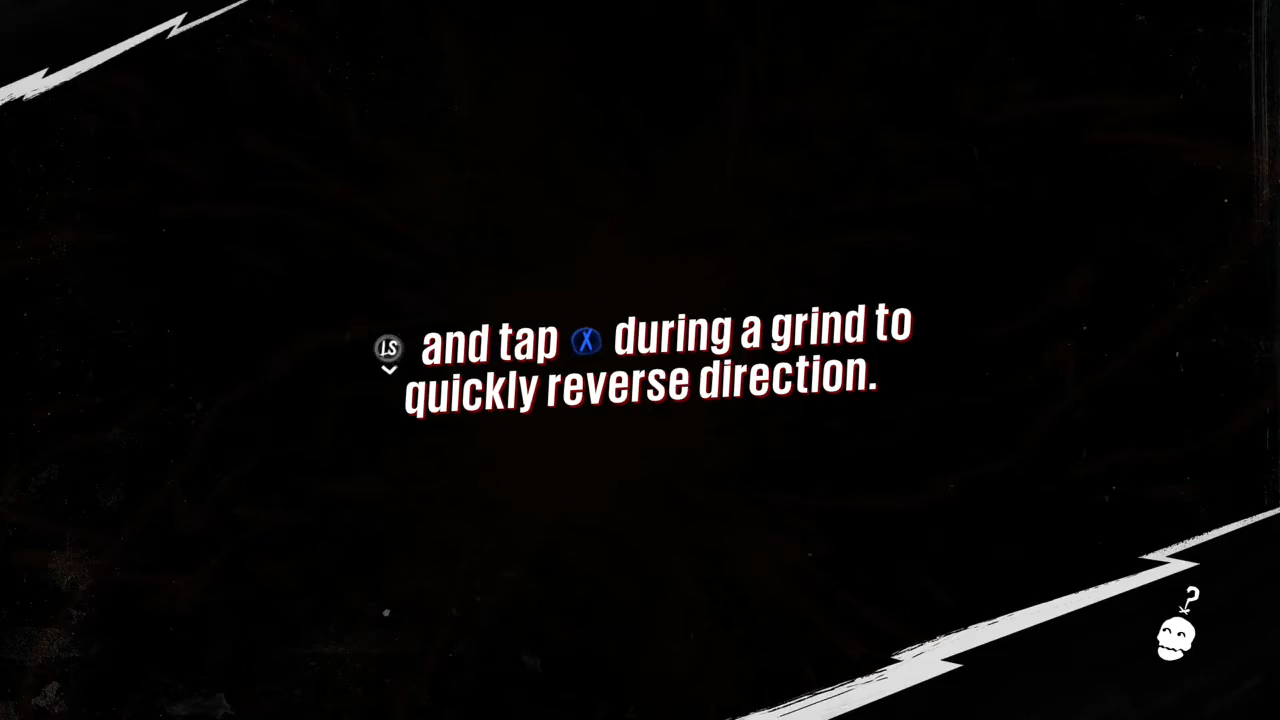 LS and tap X during a grind to
quickly reverse direction.
?